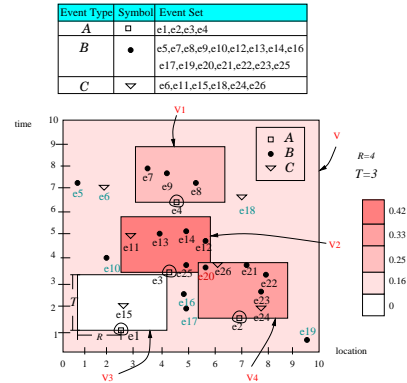 Event Type Symbol Event Set
A e1,e2,e3,e4
B e5,e7,e8,e9,e10,e12,e13,e14,e16
e17,e19,e20,e21,e22,e23,e25
C e6,e11,e15,e18,e24,e26
V1
time
10
9
8
7
6
5
4
3
2
1
A
B
C
V
R=4
T=3
e7
e9
e8
e5
e6
e4
e18
e11
e13
e14
e12
V2
e10
e3
e25
e20
e26
e21
e22
e23
e24
e16
e17
e15
e1
e2
e19
T
R
0.42
0.33
0.25
0.16
0
0 1 2 3 4 5 6 7 8 9 10
location
V3
V4